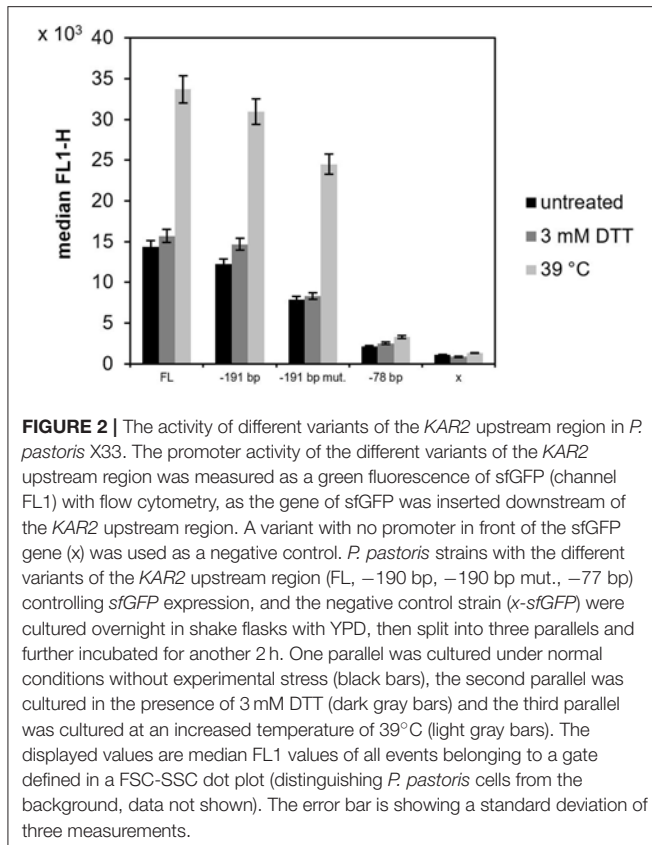 x 10³
40
35
30
25
20
15
10
5
0
median FL1-H
FL
-191 bp
-191 bp mut.
-78 bp
x
untreated
3 mM DTT
39 °C
FIGURE 2 | The activity of different variants of the KAR2 upstream region in P.
pastoris X33. The promoter activity of the different variants of the KAR2
upstream region was measured as a green fluorescence of sfGFP (channel
FL1) with flow cytometry, as the gene of sfGFP was inserted downstream of
the KAR2 upstream region. A variant with no promoter in front of the sfGFP
gene (x) was used as a negative control. P. pastoris strains with the different
variants of the KAR2 upstream region (FL, −190 bp, −190 bp mut., −77 bp)
controlling sfGFP expression, and the negative control strain (x-sfGFP) were
cultured overnight in shake flasks with YPD, then split into three parallels and
further incubated for another 2 h. One parallel was cultured under normal
conditions without experimental stress (black bars), the second parallel was
cultured in the presence of 3 mM DTT (dark gray bars) and the third parallel
was cultured at an increased temperature of 39°C (light gray bars). The
displayed values are median FL1 values of all events belonging to a gate
defined in a FSC-SSC dot plot (distinguishing P. pastoris cells from the
background, data not shown). The error bar is showing a standard deviation of
three measurements.